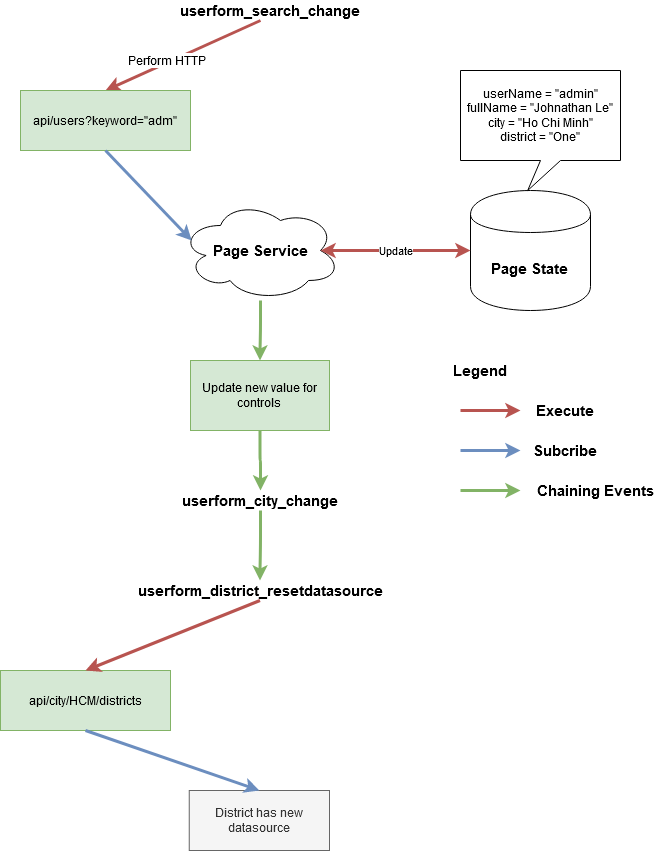 userform_search_change
Perform HTTP
api/users?keyword="adm"
userName = "admin"
fullName = "Johnathan Le"
city = "Ho Chi Minh"
district = "One"
Page Service
Update
Page State
Update new value for
controls
Legend
Execute
Subcribe
Chaining Events
userform_city_change
userform_district_resetdatasource
api/city/HCM/districts
District has new
datasource